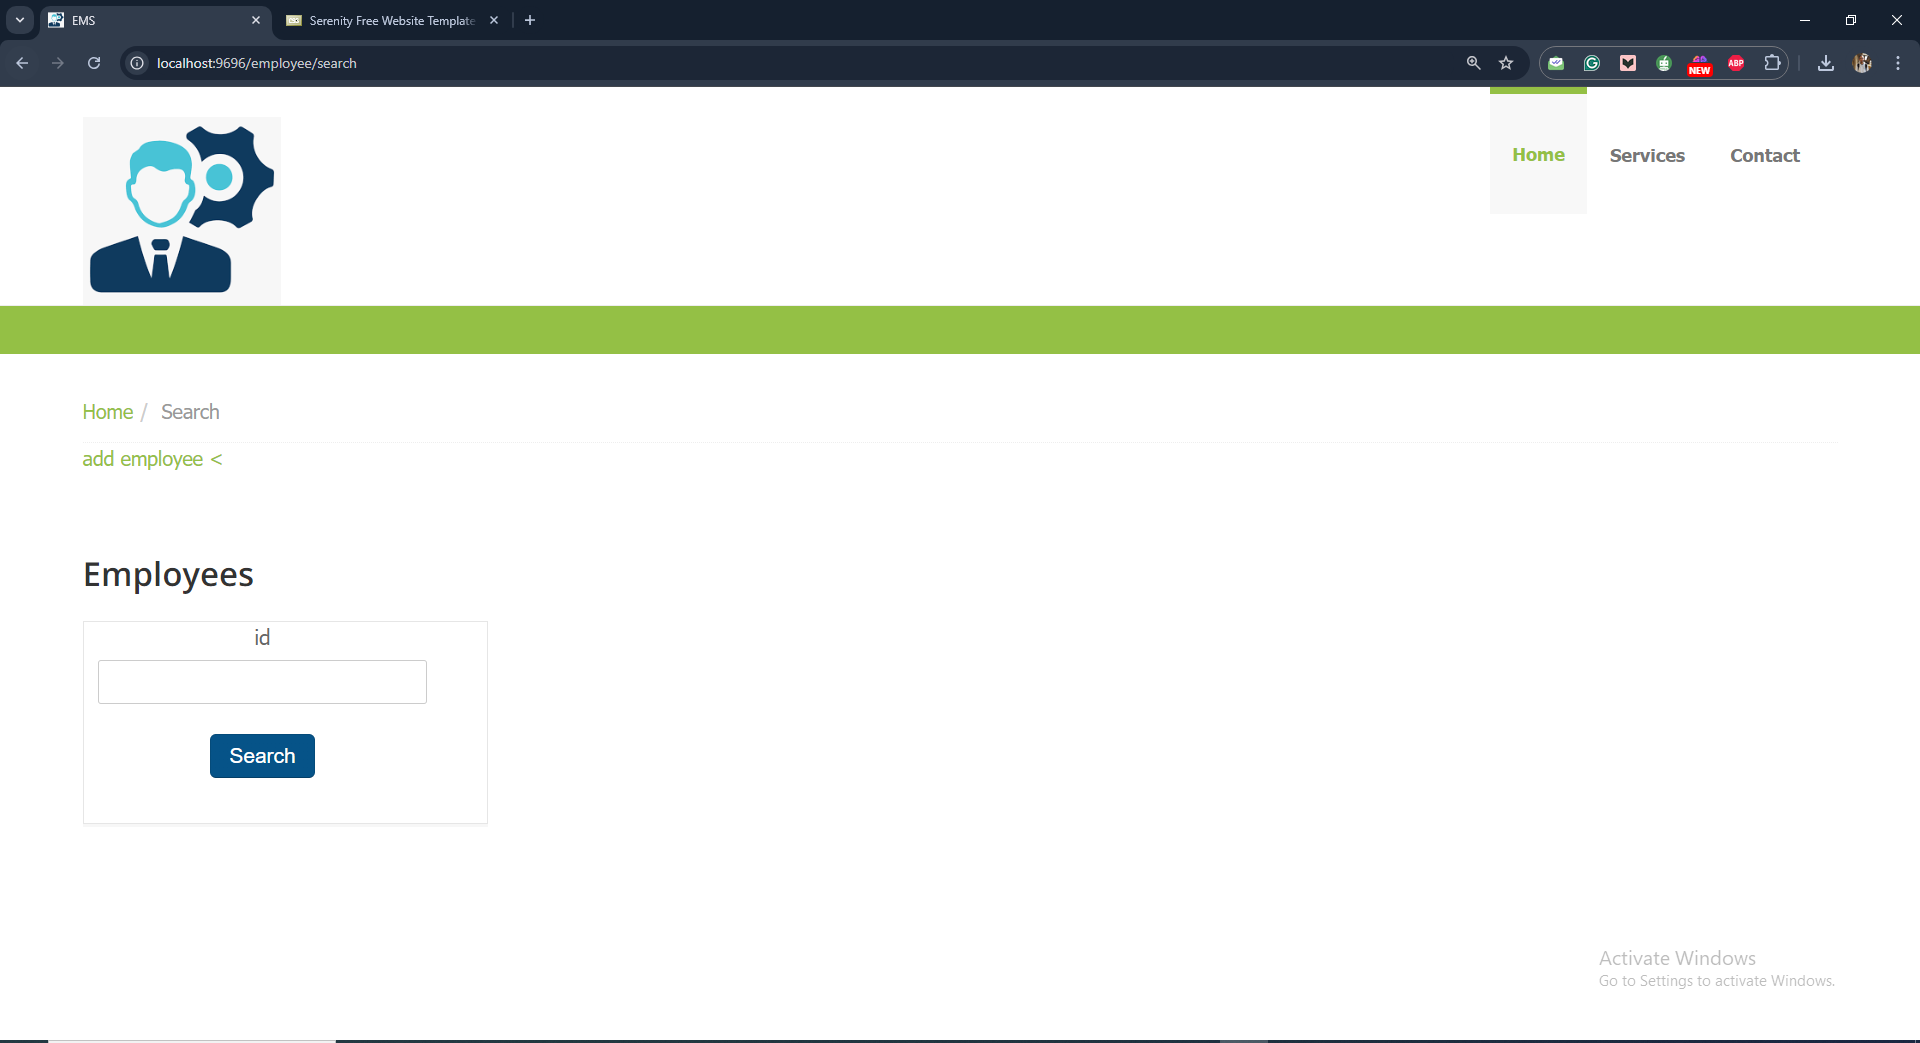 EMS
Serenity Free Website Template
localhost:9696/employee/search
NEW
ABP
Home
Services
Contact
Home / Search
add employee <
Employees
id
Search
Activate Windows
Go to Settings to activate Windows.